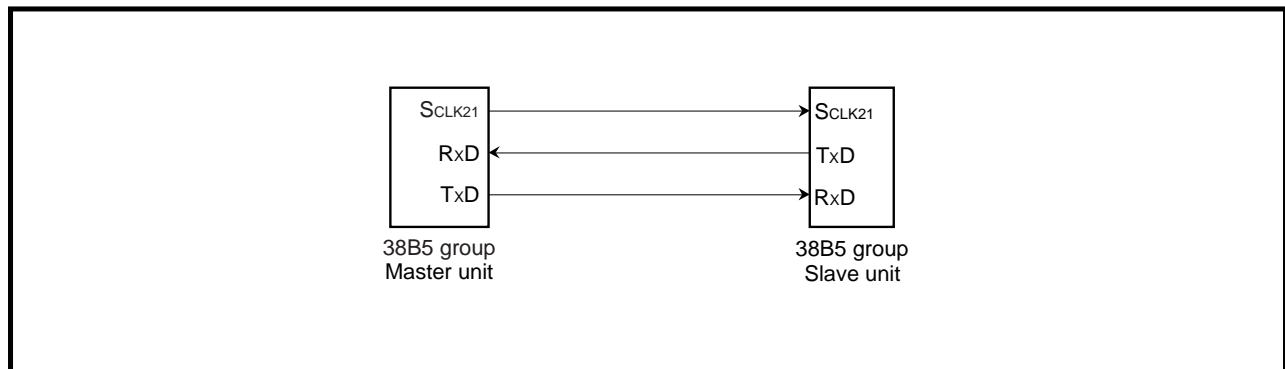 SCLK21
RxD
TxD
38B5 group
Master unit
SCLK21
TxD
RxD
38B5 group
Slave unit